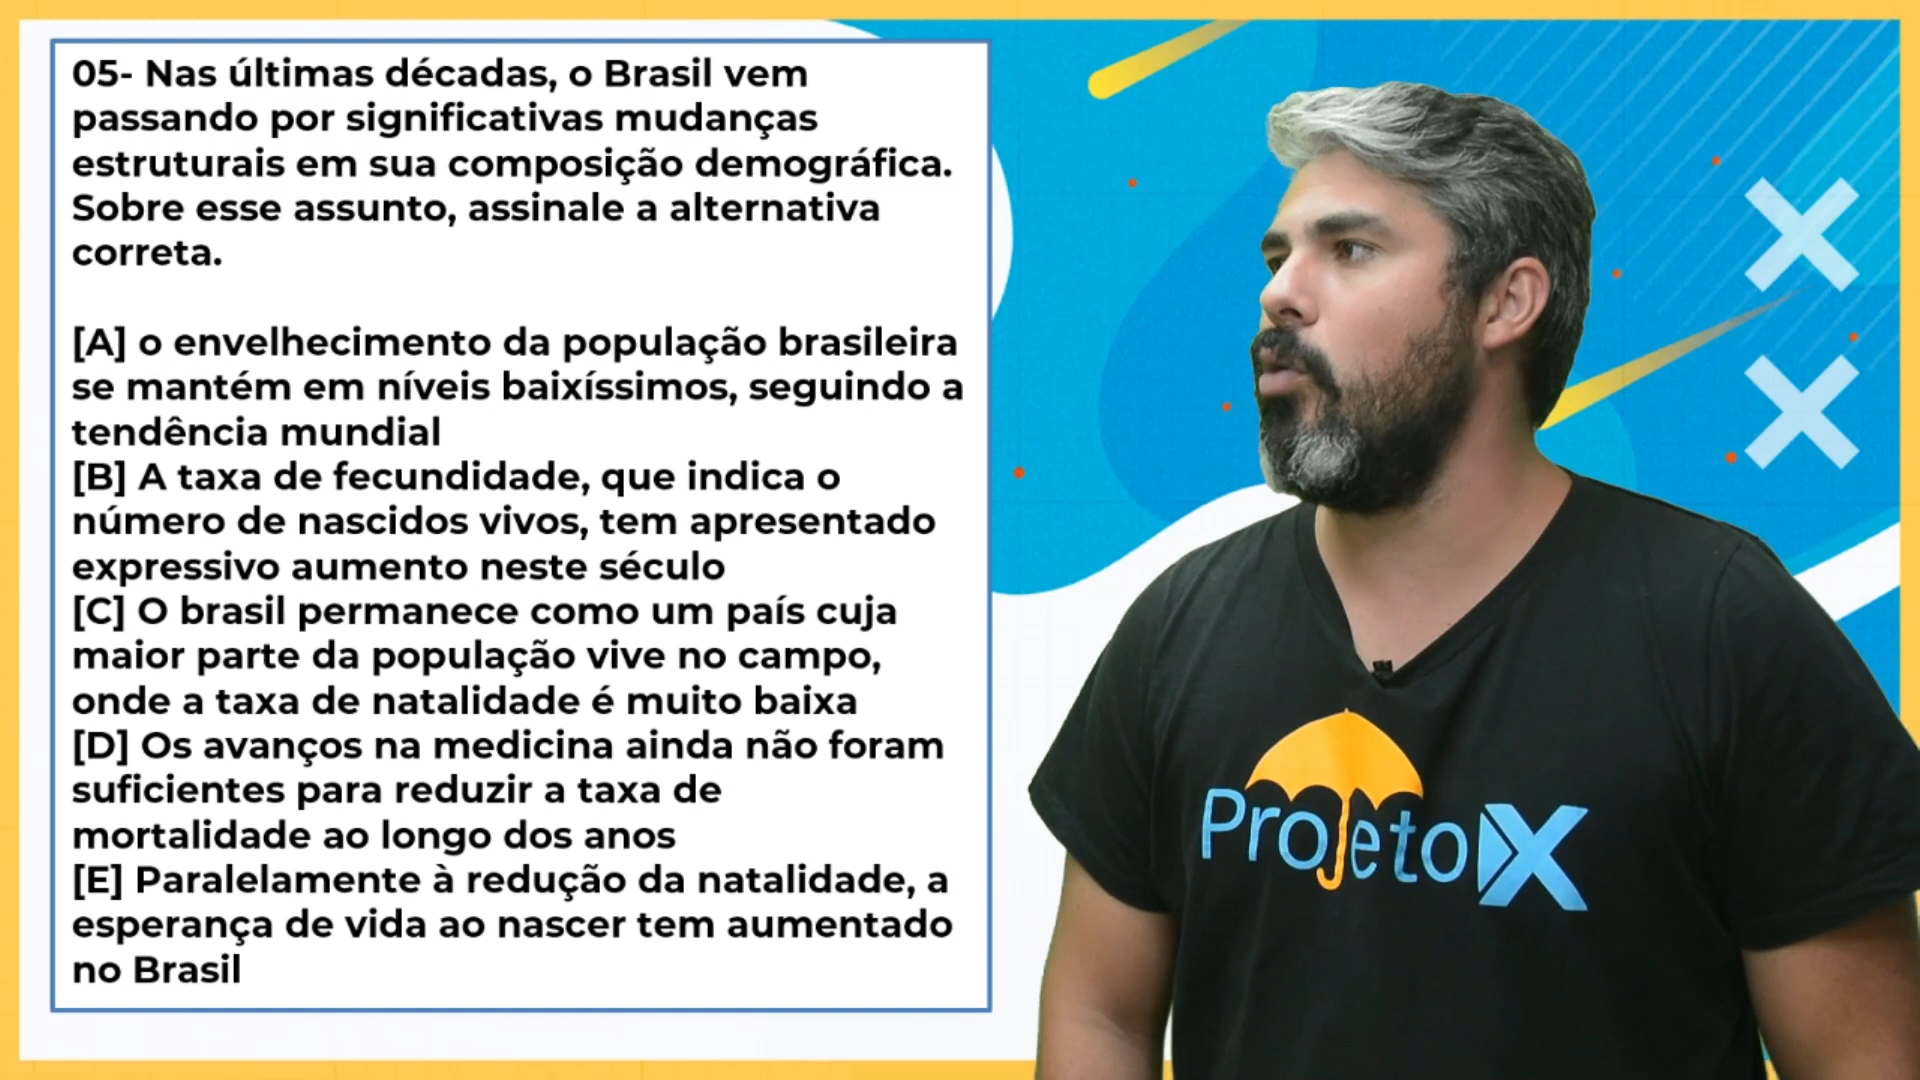 05- Nas últimas décadas, o Brasil vem
passando por significativas mudanças
estruturais em sua composição demográfica.
Sobre esse assunto, assinale a alternativa
correta.
[A] o envelhecimento da população brasileira
se mantém em níveis baixíssimos, seguindo a
tendência mundial
[B] A taxa de fecundidade, que indica o
número de nascidos vivos, tem apresentado
expressivo aumento neste século
[C] O brasil permanece como um país cuja
maior parte da população vive no campo,
onde a taxa de natalidade é muito baixa
[D] Os avanços na medicina ainda não foram
suficientes para reduzir a taxa de
mortalidade ao longo dos anos
[E] Paralelamente à redução da natalidade, a
esperança de vida ao nascer tem aumentado
no Brasil
Projeto X